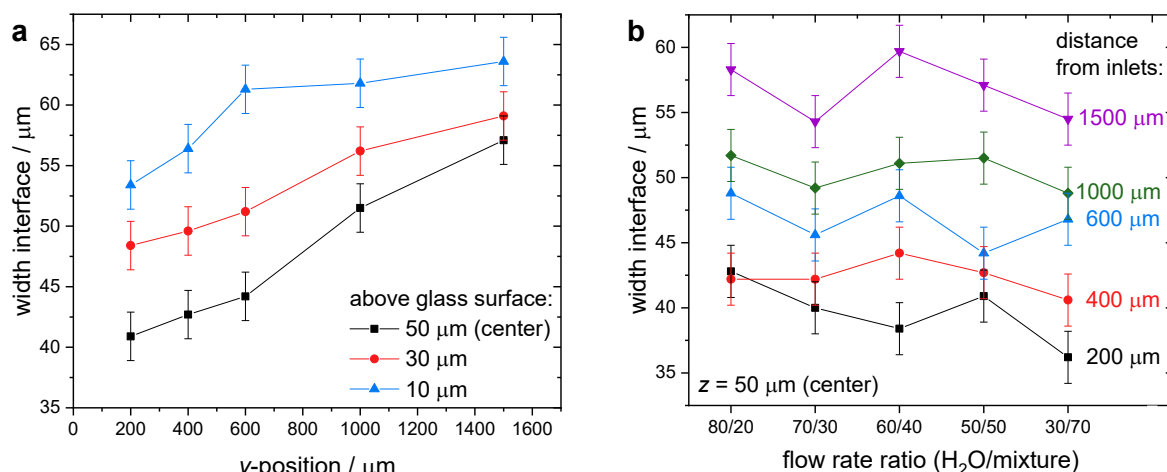 a
width interface / μm
65
60
55
50
45
40
35
0 200 400 600 800 1000 1200 1400 1600
y-position / μm
above glass surface:
50 μm (center)
30 μm
10 μm
b
width interface / μm
60
55
50
45
40
35
80/20 70/30 60/40 50/50 30/70
flow rate ratio (H₂O/mixture)
distance
from inlets:
1500 μm
1000 μm
600 μm
400 μm
200 μm
z = 50 μm (center)